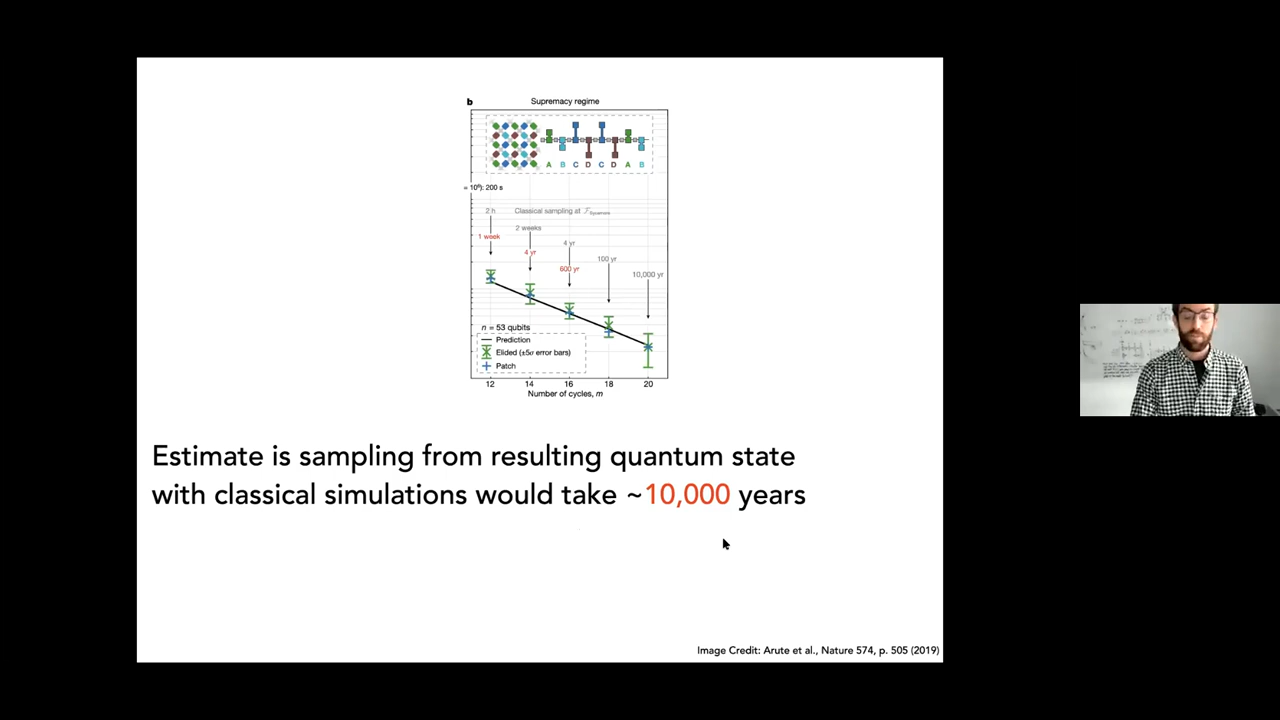 b Supremacy regime
A B C D C D A B
= 10⁶): 200 s
2 h Classical sampling at ℱSycamore
1 week
2 weeks
4 yr
4 yr
600 yr
100 yr
10,000 yr
n = 53 qubits
Prediction
Elided (±5σ error bars)
Patch
12 14 16 18 20
Number of cycles, m
Estimate is sampling from resulting quantum state
with classical simulations would take ~10,000 years
Image Credit: Arute et al., Nature 574, p. 505 (2019)